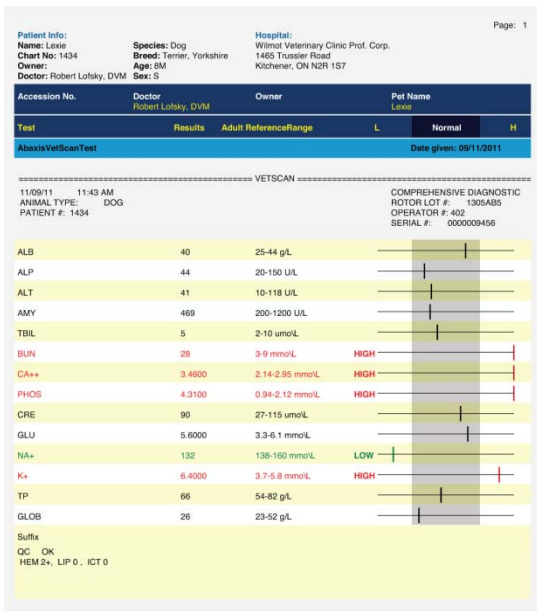 Page: 1
Patient Info:
Name: Lexie
Chart No: 1434
Owner:
Doctor: Robert Lofsky, DVM
Species: Dog
Breed: Terrier, Yorkshire
Age: 8M
Sex: S
Hospital:
Wilmot Veterinary Clinic Prof. Corp.
1465 Trussler Road
Kitchener, ON N2R 1S7
Accession No. Doctor Owner Pet Name
Robert Lofsky, DVM Lexie
Test Results Adult ReferenceRange L Normal H
AbaxisVetScanTest Date given: 09/11/2011
VETSCAN
11/09/11 11:43 AM COMPREHENSIVE DIAGNOSTIC
ANIMAL TYPE: DOG ROTOR LOT #: 1305AB5
PATIENT #: 1434 OPERATOR #: 402
SERIAL #: 0000009456
ALB 40 25-44 g/L
ALP 44 20-150 U/L
ALT 41 10-118 U/L
AMY 469 200-1200 U/L
TBIL 5 2-10 umo\L
BUN 28 3-9 mmo\L HIGH
CA++ 3.4600 2.14-2.95 mmo\L HIGH
PHOS 4.3100 0.94-2.12 mmo\L HIGH
CRE 90 27-115 umo\L
GLU 5.6000 3.3-6.1 mmo\L
NA+ 132 138-160 mmo\L LOW
K+ 6.4000 3.7-5.8 mmo\L HIGH
TP 66 54-82 g/L
GLOB 26 23-52 g/L
Suffix
QC OK
HEM 2+, LIP 0 , ICT 0